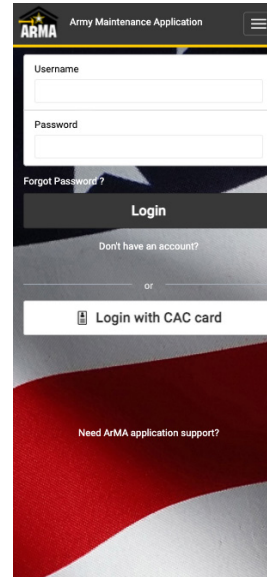 ARMA
Army Maintenance Application
Username
Password
Forgot Password ?
Login
Don't have an account?
or
Login with CAC card
Need ArMA application support?